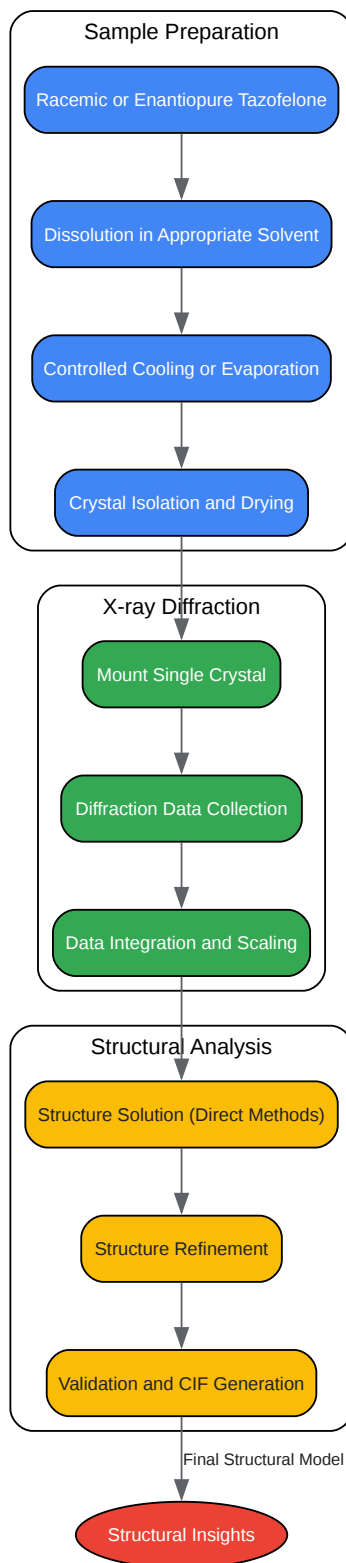 Sample Preparation
Racemic or Enantiopure Tazofelone
Dissolution in Appropriate Solvent
Controlled Cooling or Evaporation
Crystal Isolation and Drying
X-ray Diffraction
Mount Single Crystal
Diffraction Data Collection
Data Integration and Scaling
Structural Analysis
Structure Solution (Direct Methods)
Structure Refinement
Validation and CIF Generation
Final Structural Model
Structural Insights